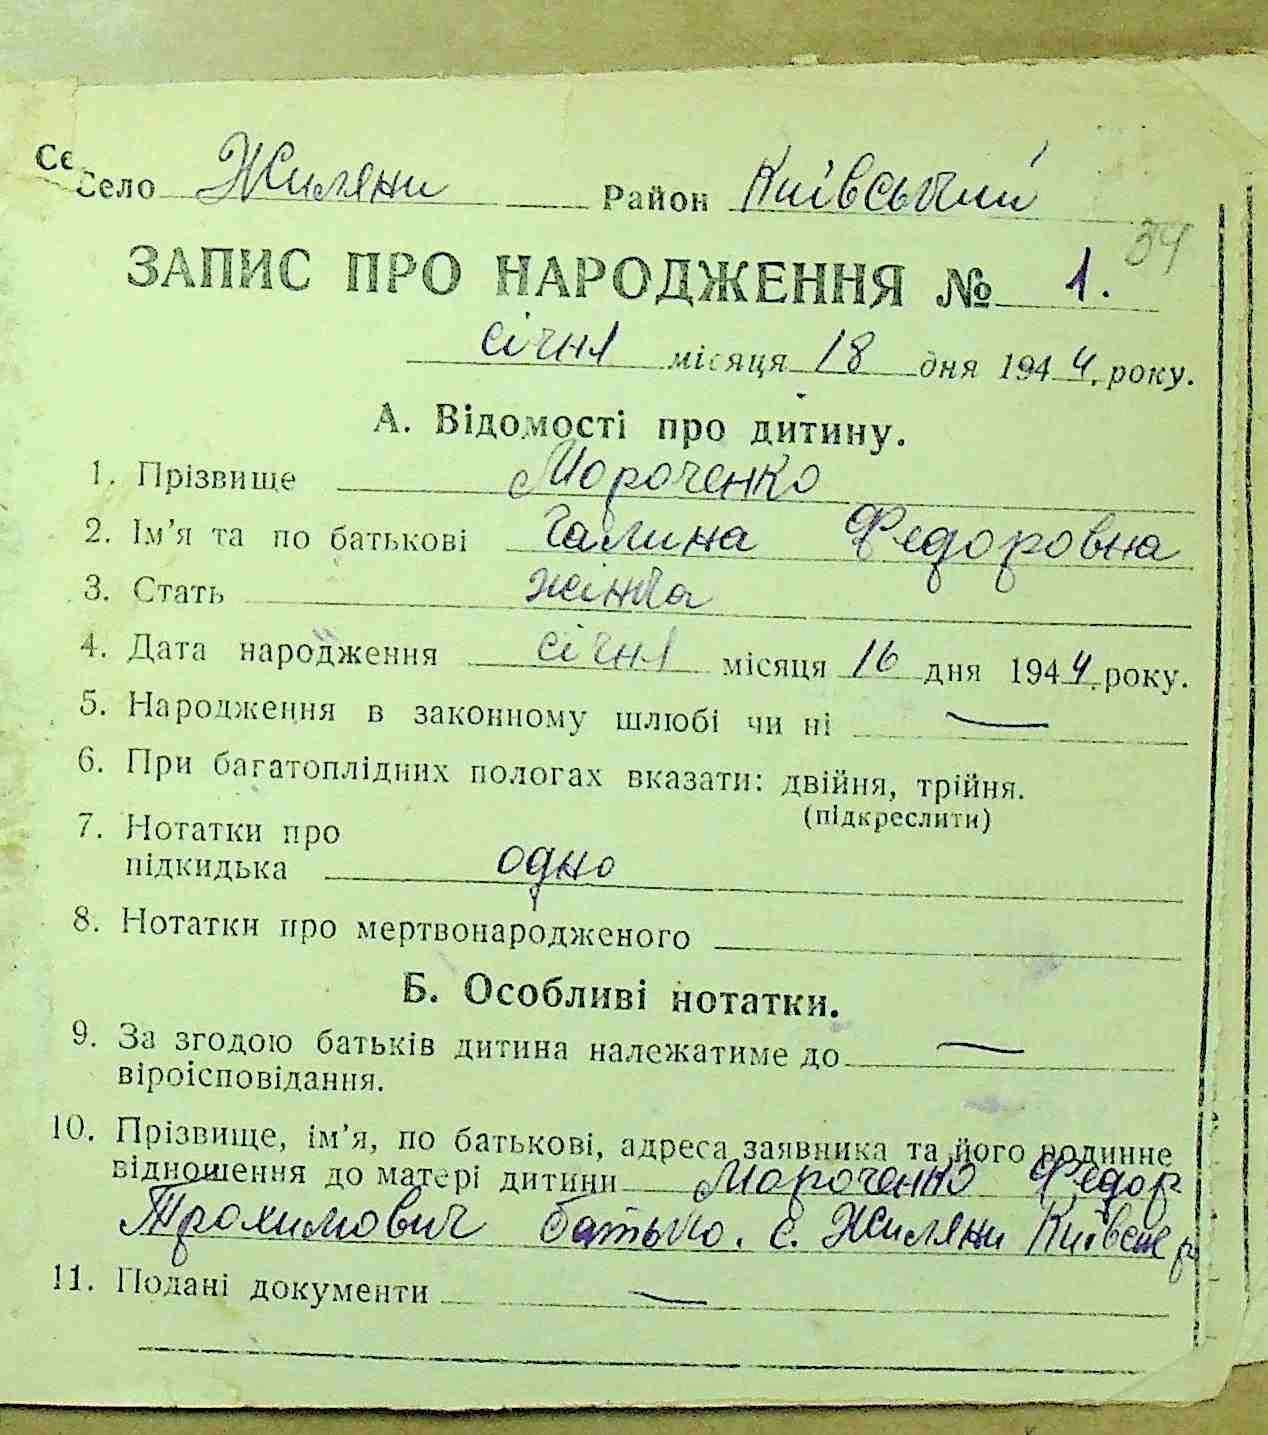 Се
Село Жиляни Район Київський
34
ЗАПИС ПРО НАРОДЖЕННЯ № 1.
січня місяця 18 дня 1944. року.
А. Відомості про дитину.
1. Прізвище Мороченко
2. Ім'я та по батькові Галина Федоровна
3. Стать жінка
4. Дата народження січня місяця 16 дня 1944. року.
5. Народження в законному шлюбі чи ні —
6. При багатоплідних пологах вказати: двійня, трійня.
(підкреслити)
7. Нотатки про
підкидька одно
8. Нотатки про мертвонародженого
Б. Особливі нотатки.
9. За згодою батьків дитина належатиме до —
віроісповідання.
10. Прізвище, ім'я, по батькові, адреса заявника та його родинне
відношення до матері дитини Мороченко Федор
Трохимович батько. с. Жиляни Київськ р
11. Подані документи —